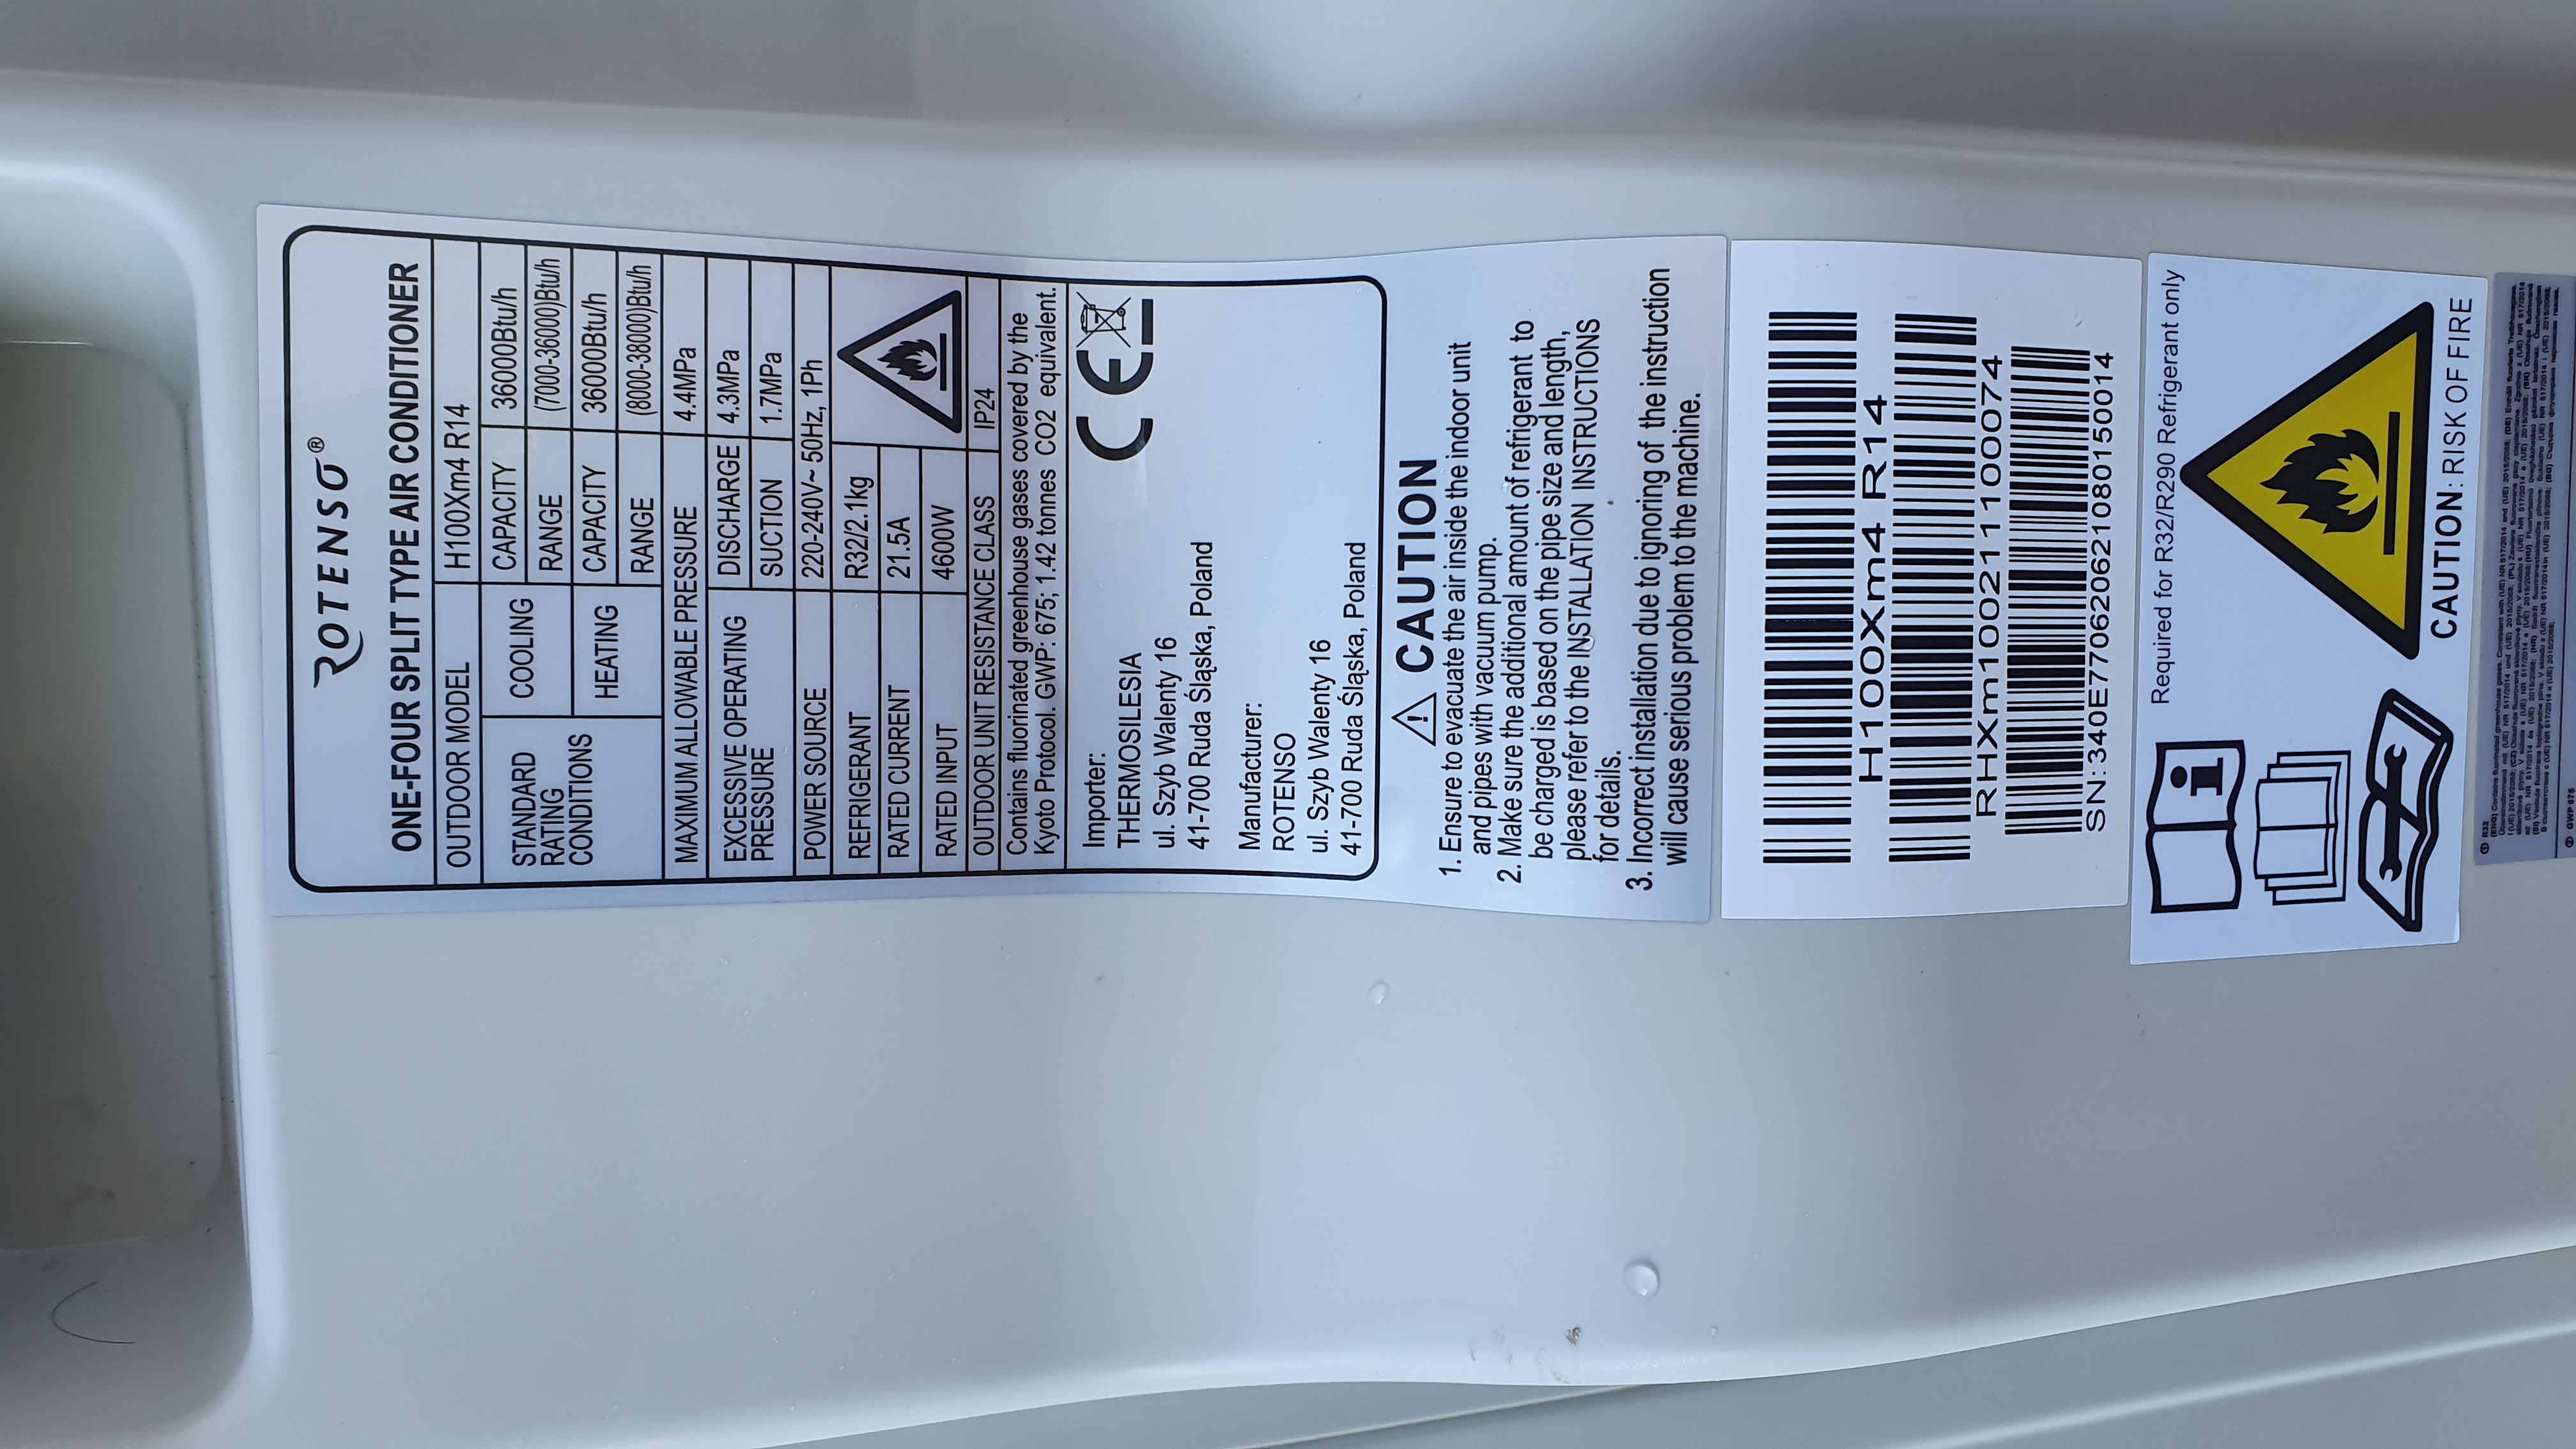 ROTENSO®
ONE-FOUR SPLIT TYPE AIR CONDITIONER
OUTDOOR MODEL H100Xm4 R14
STANDARD RATING CONDITIONS
COOLING CAPACITY 36000Btu/h
RANGE (7000-36000)Btu/h
HEATING CAPACITY 36000Btu/h
RANGE (8000-38000)Btu/h
MAXIMUM ALLOWABLE PRESSURE 4.4MPa
EXCESSIVE OPERATING PRESSURE
DISCHARGE 4.3MPa
SUCTION 1.7MPa
POWER SOURCE 220-240V~ 50Hz, 1Ph
REFRIGERANT R32/2.1kg
RATED CURRENT 21.5A
RATED INPUT 4600W
OUTDOOR UNIT RESISTANCE CLASS IP24
Contains fluorinated greenhouse gases covered by the
Kyoto Protocol. GWP: 675; 1.42 tonnes CO2 equivalent.
Importer:
THERMOSILESIA
ul. Szyb Walenty 16
41-700 Ruda Śląska, Poland
CE
Manufacturer:
ROTENSO
ul. Szyb Walenty 16
41-700 Ruda Śląska, Poland
CAUTION
1. Ensure to evacuate the air inside the indoor unit
and pipes with vacuum pump.
2. Make sure the additional amount of refrigerant to
be charged is based on the pipe size and length,
please refer to the INSTALLATION INSTRUCTIONS
for details.
3. Incorrect installation due to ignoring of the instruction
will cause serious problem to the machine.
H100Xm4 R14
RHXm100211100074
SN:340E77062062108015​0014
Required for R32/R290 Refrigerant only
CAUTION: RISK OF FIRE
R32
GWP 675